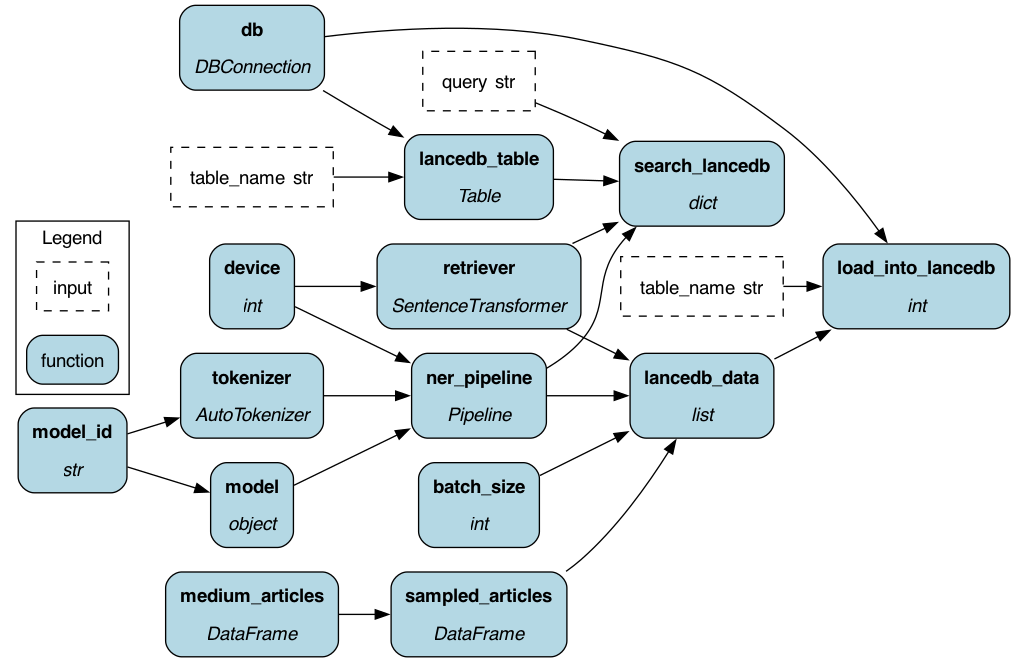 db
DBConnection
query str
lancedb_table
Table
search_lancedb
dict
table_name str
Legend
input
function
device
int
retriever
SentenceTransformer
table_name str
load_into_lancedb
int
tokenizer
AutoTokenizer
ner_pipeline
Pipeline
lancedb_data
list
model_id
str
model
object
batch_size
int
medium_articles
DataFrame
sampled_articles
DataFrame